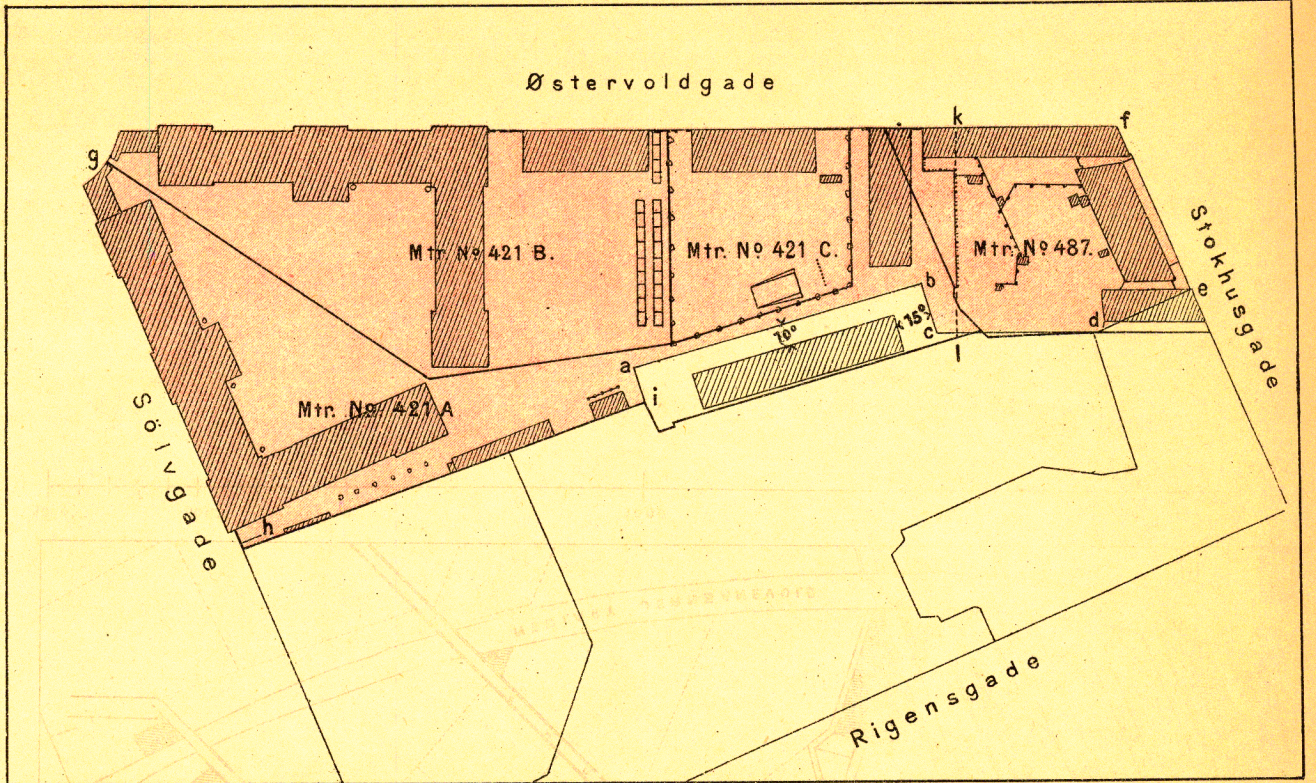 Østervoldgade
k
f
g
Stokhusgade
Mtr. No 421 B.
Mtr. No 421 C.
Mtr. No 487.
b
e
15°
c
d
10°
l
a
i
Mtr. No 421 A
Sölvgade
h
Rigensgade